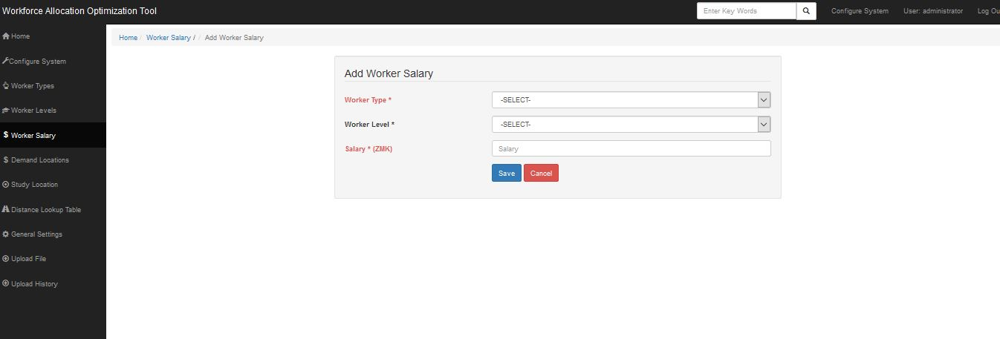 Workforce Allocation Optimization Tool
Enter Key Words
Configure System
User: administrator
Log Ou
Home
Configure System
Worker Types
Worker Levels
$ Worker Salary
$ Demand Locations
Study Location
Distance Lookup Table
General Settings
Upload File
Upload History
Home / Worker Salary / / Add Worker Salary
Add Worker Salary
Worker Type *
-SELECT-
Worker Level *
-SELECT-
Salary * (ZMK)
Salary
Save
Cancel